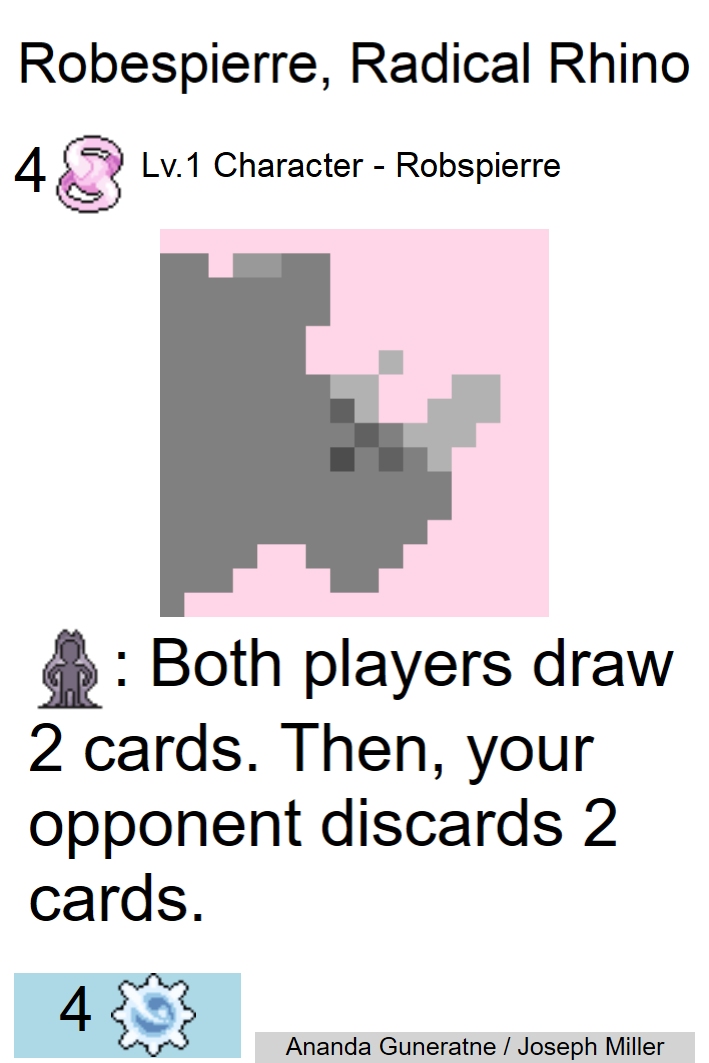 Robespierre, Radical Rhino
4 Lv.1 Character - Robspierre
: Both players draw
2 cards. Then, your
opponent discards 2
cards.
4
Ananda Guneratne / Joseph Miller